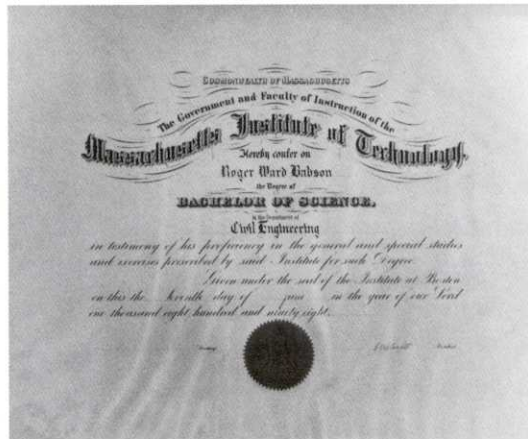 COMMONWEALTH OF MASSACHUSETTS
The Government and Faculty of Instruction of the
Massachusetts Institute of Technology.
Hereby confer on
Roger Ward Babson
the Degree of
BACHELOR OF SCIENCE,
in the Department of
Civil Engineering
in testimony of his proficiency in the general and special studies
and exercises prescribed by said Institute for such Degree.
Given under the seal of the Institute at Boston
on this the Seventh day of June in the year of our Lord
one thousand eight hundred and ninety eight.